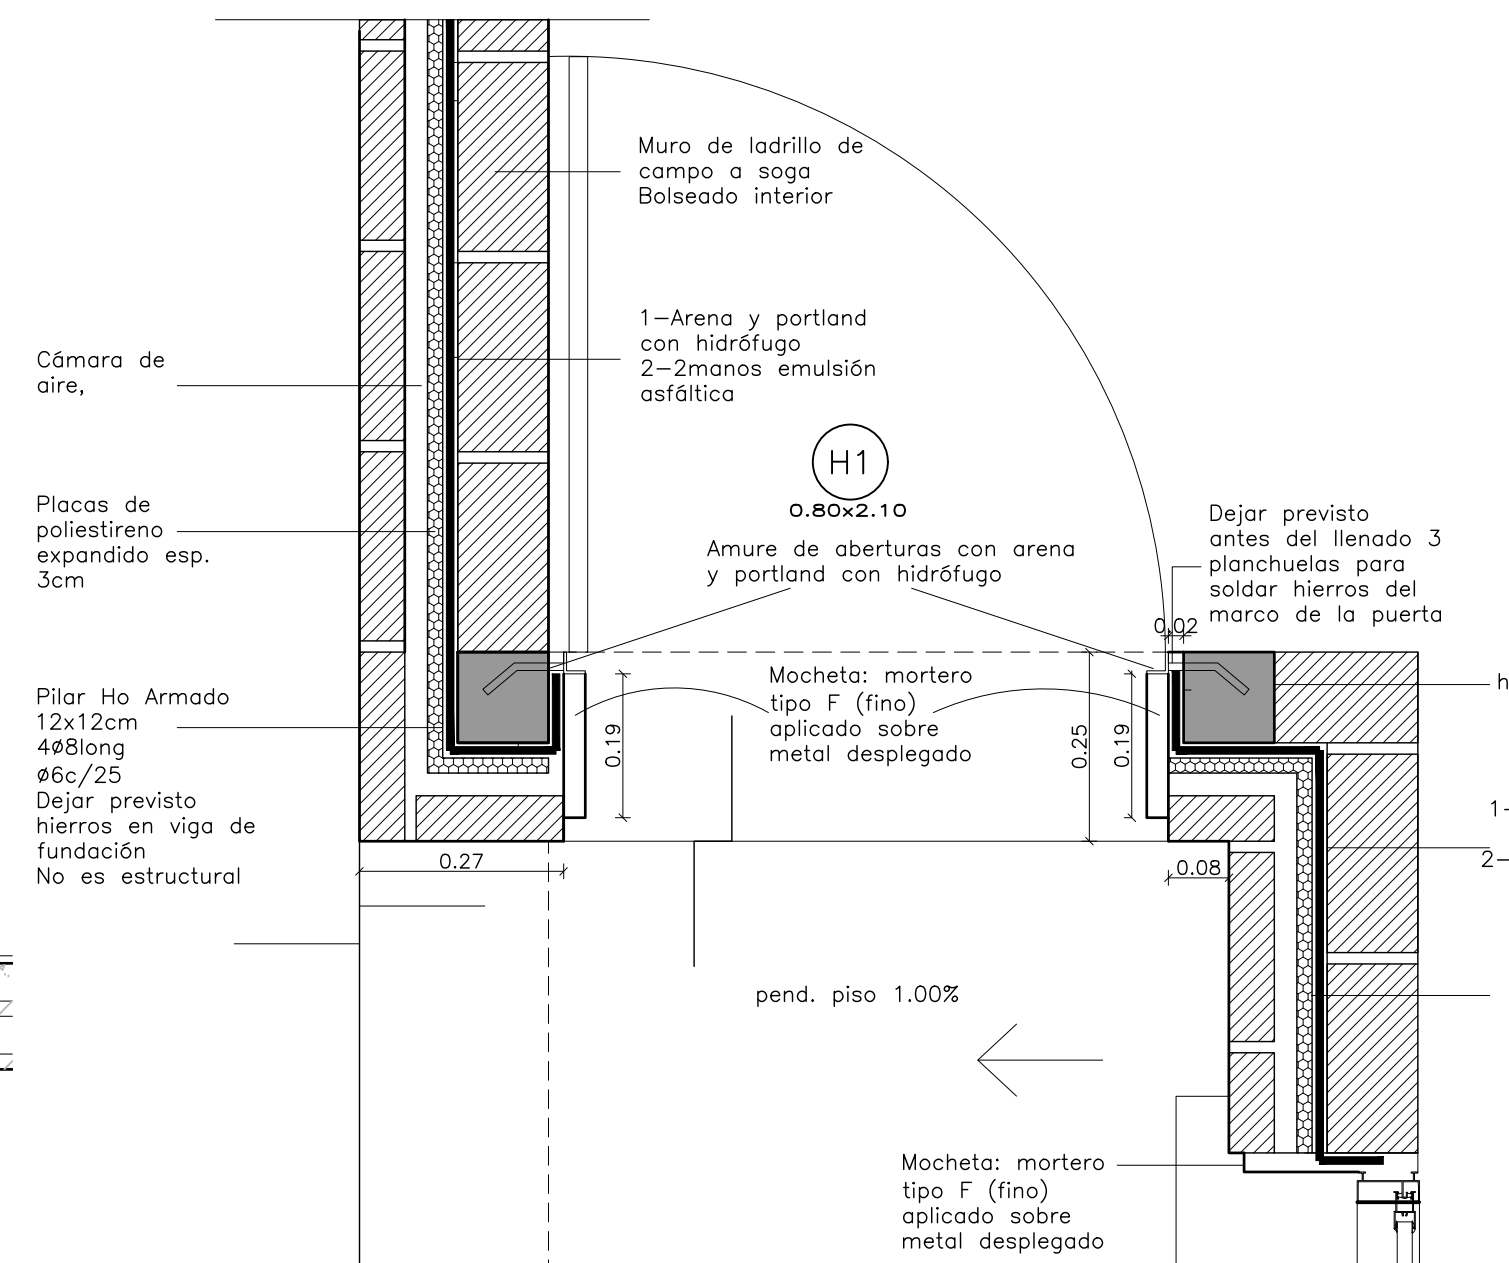 Muro de ladrillo de
campo a soga
Bolseado interior
1-Arena y portland
con hidrófugo
2-2manos emulsión
asfáltica
Cámara de
aire,
H1
0.80x2.10
Placas de
poliestireno
expandido esp.
3cm
Dejar previsto
antes del llenado 3
planchuelas para
soldar hierros del
marco de la puerta
Amure de aberturas con arena
y portland con hidrófugo
0.02
Mocheta: mortero
tipo F (fino)
aplicado sobre
metal desplegado
h
Pilar Ho Armado
12x12cm
4ø8long
ø6c/25
Dejar previsto
hierros en viga de
fundación
No es estructural
0.19
0.25
0.19
1-
2-
0.27
0.08
pend. piso 1.00%
Mocheta: mortero
tipo F (fino)
aplicado sobre
metal desplegado